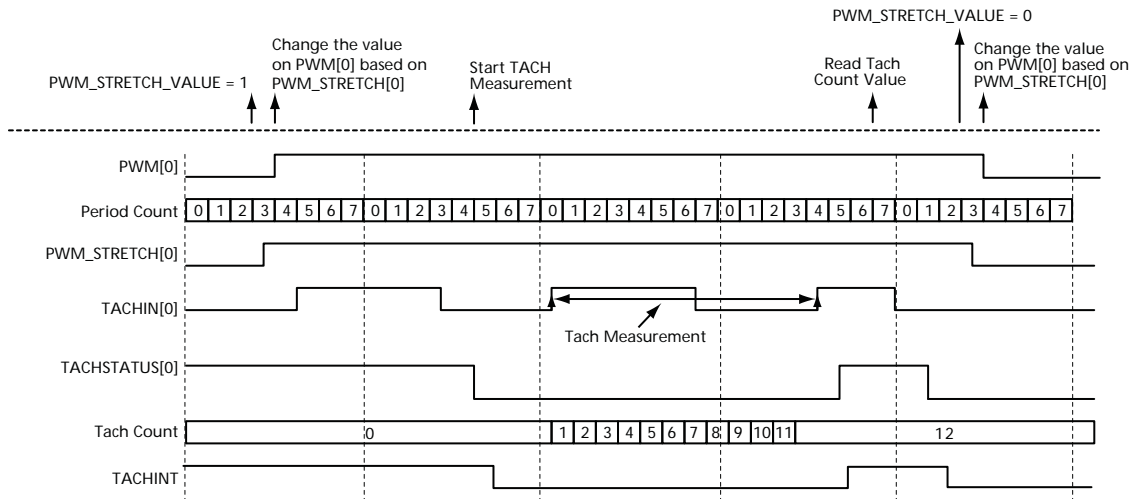 PWM_STRETCH_VALUE = 0
Change the value
on PWM[0] based on
PWM_STRETCH[0]
PWM_STRETCH_VALUE = 1
Start TACH
Measurement
Read Tach
Count Value
Change the value
on PWM[0] based on
PWM_STRETCH[0]
PWM[0]
Period Count 0 1 2 3 4 5 6 7 0 1 2 3 4 5 6 7 0 1 2 3 4 5 6 7 0 1 2 3 4 5 6 7 0 1 2 3 4 5 6 7
PWM_STRETCH[0]
TACHIN[0]
Tach Measurement
TACHSTATUS[0]
Tach Count 0 1 2 3 4 5 6 7 8 9 10 11 12
TACHINT